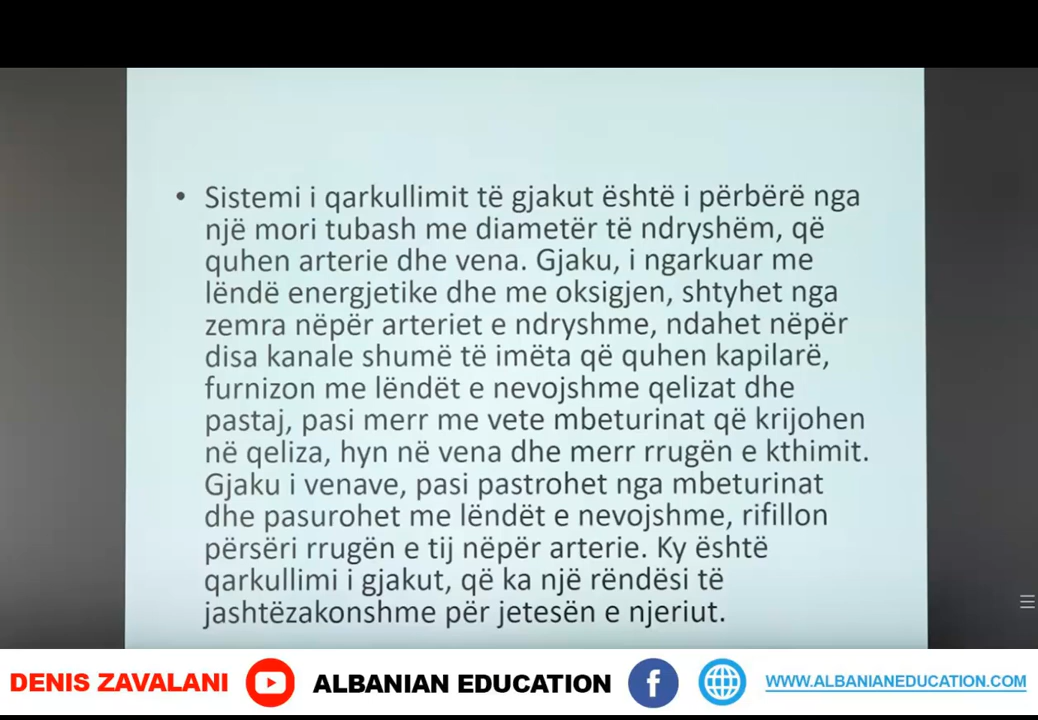 • Sistemi i qarkullimit të gjakut është i përbërë nga
një mori tubash me diametër të ndryshëm, që
quhen arterie dhe vena. Gjaku, i ngarkuar me
lëndë energjetike dhe me oksigjen, shtyhet nga
zemra nëpër arteriet e ndryshme, ndahet nëpër
disa kanale shumë të imëta që quhen kapilarë,
furnizon me lëndët e nevojshme qelizat dhe
pastaj, pasi merr me vete mbeturinat që krijohen
në qeliza, hyn në vena dhe merr rrugën e kthimit.
Gjaku i venave, pasi pastrohet nga mbeturinat
dhe pasurohet me lëndët e nevojshme, rifillon
përsëri rrugën e tij nëpër arterie. Ky është
qarkullimi i gjakut, që ka një rëndësi të
jashtëzakonshme për jetesën e njeriut.
DENIS ZAVALANI ALBANIAN EDUCATION f WWW.ALBANIANEDUCATION.COM